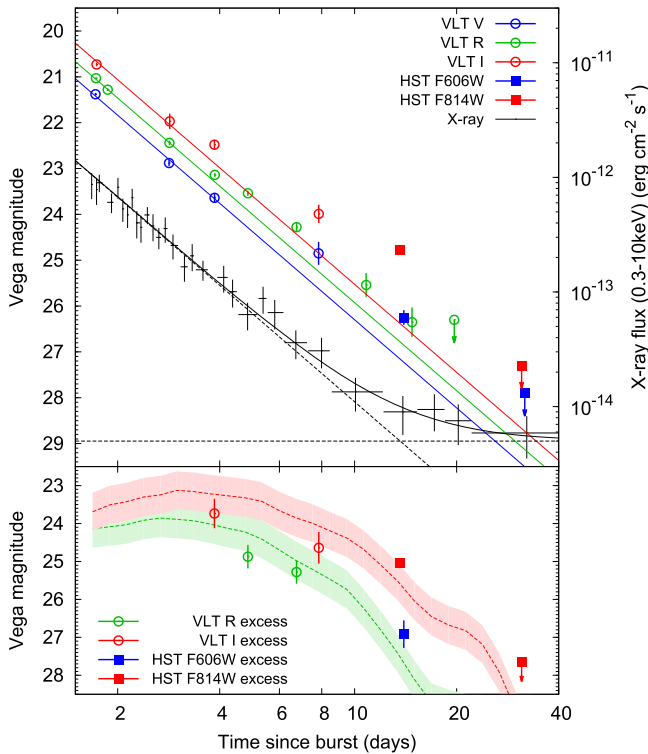 VLT V
VLT R
VLT I
HST F606W
HST F814W
X-ray
20
21
22
23
24
25
26
27
28
29
Vega magnitude
10⁻¹¹
10⁻¹²
10⁻¹³
10⁻¹⁴
X-ray flux (0.3-10keV) (erg cm⁻² s⁻¹)
23
24
25
26
27
28
Vega magnitude
VLT R excess
VLT I excess
HST F606W excess
HST F814W excess
2 4 6 8 10 20 40
Time since burst (days)